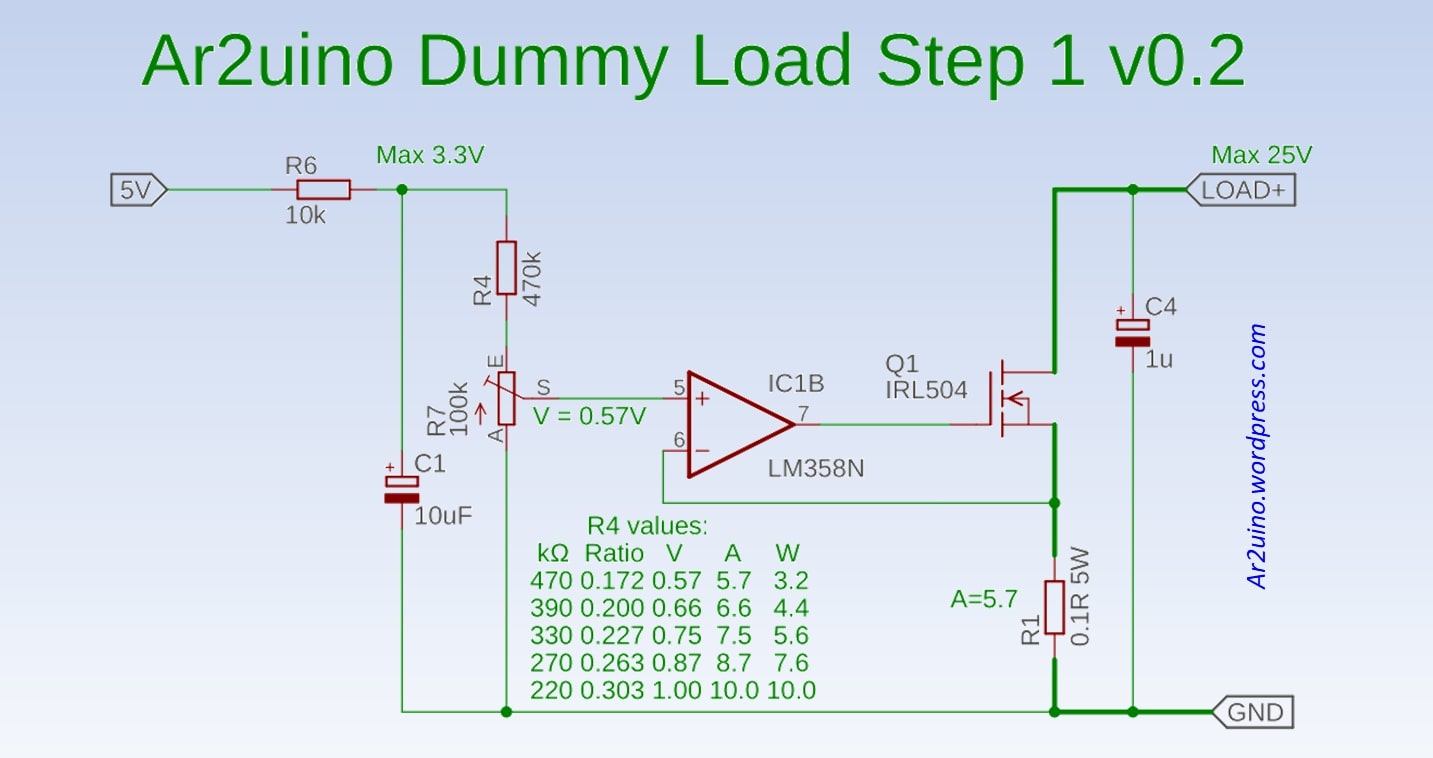 Ar2uino Dummy Load Step 1 v0.2
Max 3.3V
Max 25V
5V
R6
10k
LOAD+
R4
470k
C4
+
1u
E
R7
100k
S
A
V = 0.57V
5
+
6
−
7
IC1B
LM358N
Q1
IRL504
C1
+
10uF
R4 values:
kΩ Ratio V A W
470 0.172 0.57 5.7 3.2
390 0.200 0.66 6.6 4.4
330 0.227 0.75 7.5 5.6
270 0.263 0.87 8.7 7.6
220 0.303 1.00 10.0 10.0
A=5.7
R1
0.1R 5W
GND
Ar2uino.wordpress.com